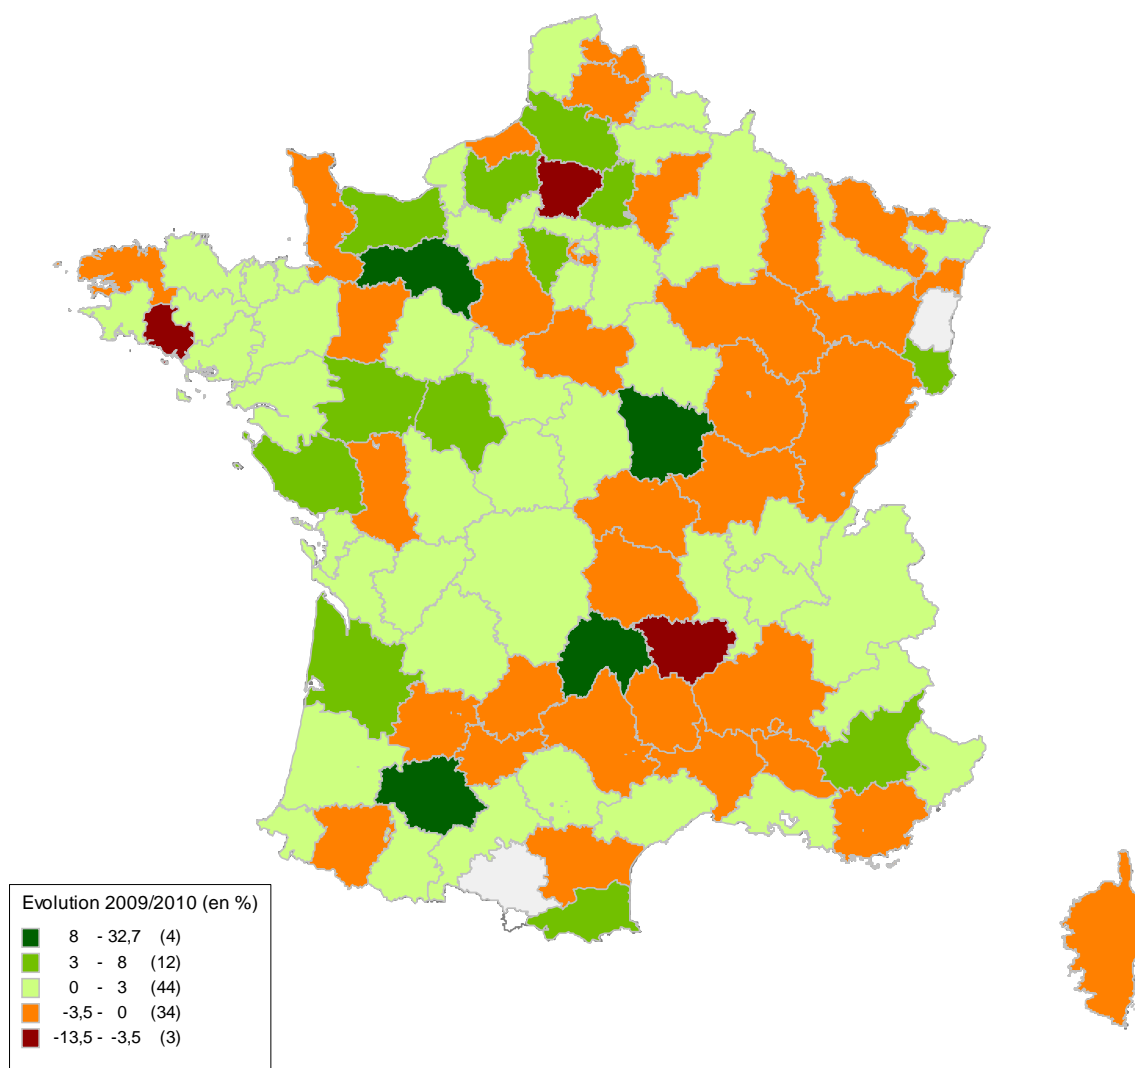 Evolution 2009/2010 (en %)
8 - 32,7 (4)
3 - 8 (12)
0 - 3 (44)
-3,5 - 0 (34)
-13,5 - -3,5 (3)